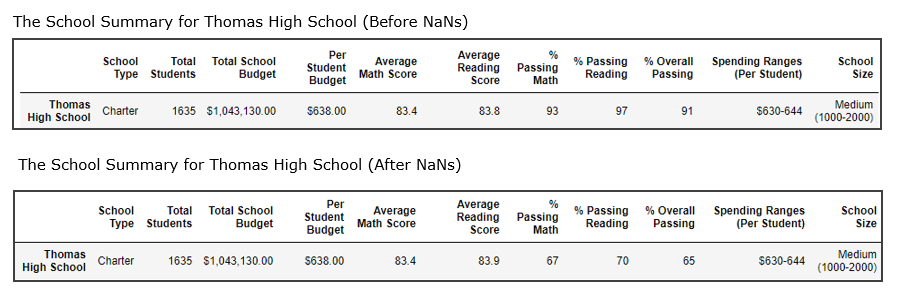 The School Summary for Thomas High School (Before NaNs)
School Type Total Students Total School Budget Per Student Budget Average Math Score Average Reading Score % Passing Math % Passing Reading % Overall Passing Spending Ranges (Per Student) School Size
Thomas High School Charter 1635 $1,043,130.00 $638.00 83.4 83.8 93 97 91 $630-644 Medium (1000-2000)
The School Summary for Thomas High School (After NaNs)
School Type Total Students Total School Budget Per Student Budget Average Math Score Average Reading Score % Passing Math % Passing Reading % Overall Passing Spending Ranges (Per Student) School Size
Thomas High School Charter 1635 $1,043,130.00 $638.00 83.4 83.9 67 70 65 $630-644 Medium (1000-2000)